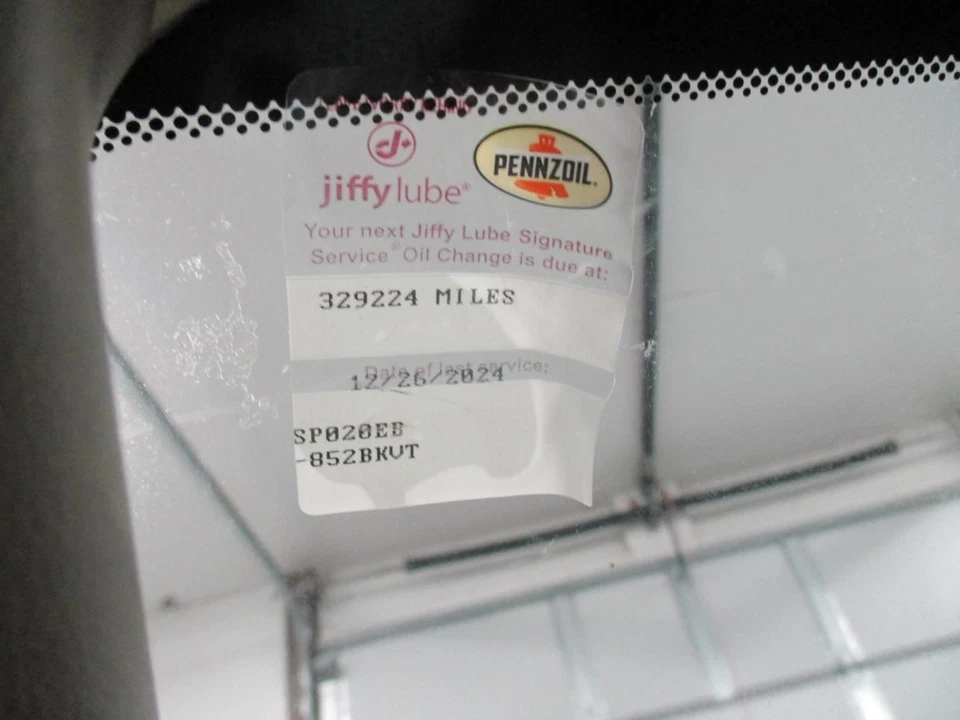 jiffy lube®
PENNZOIL.
Your next Jiffy Lube Signature
Service® Oil Change is due at:
329224 MILES
Date of last service:
12/26/2024
SP020EB
-852BKVT